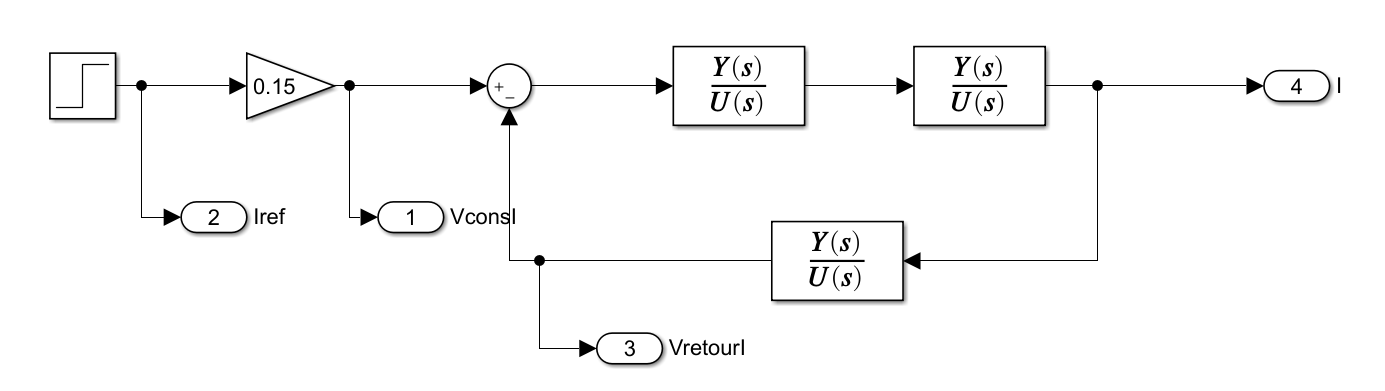 0.15
+
−
Y(s)
U(s)
Y(s)
U(s)
4
I
2
Iref
1
VconsI
Y(s)
U(s)
3
VretourI